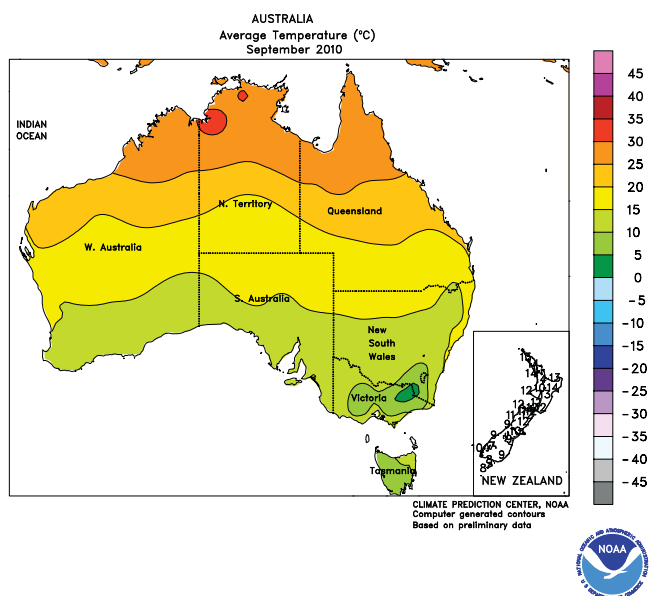 AUSTRALIA
Average Temperature (°C)
September 2010
INDIAN
OCEAN
N. Territory
Queensland
W. Australia
S. Australia
New
South
Wales
Victoria
Tasmania
NEW ZEALAND
45
40
35
30
25
20
15
10
5
0
-5
-10
-15
-20
-25
-30
-35
-40
-45
CLIMATE PREDICTION CENTER, NOAA
Computer generated contours
Based on preliminary data
NOAA